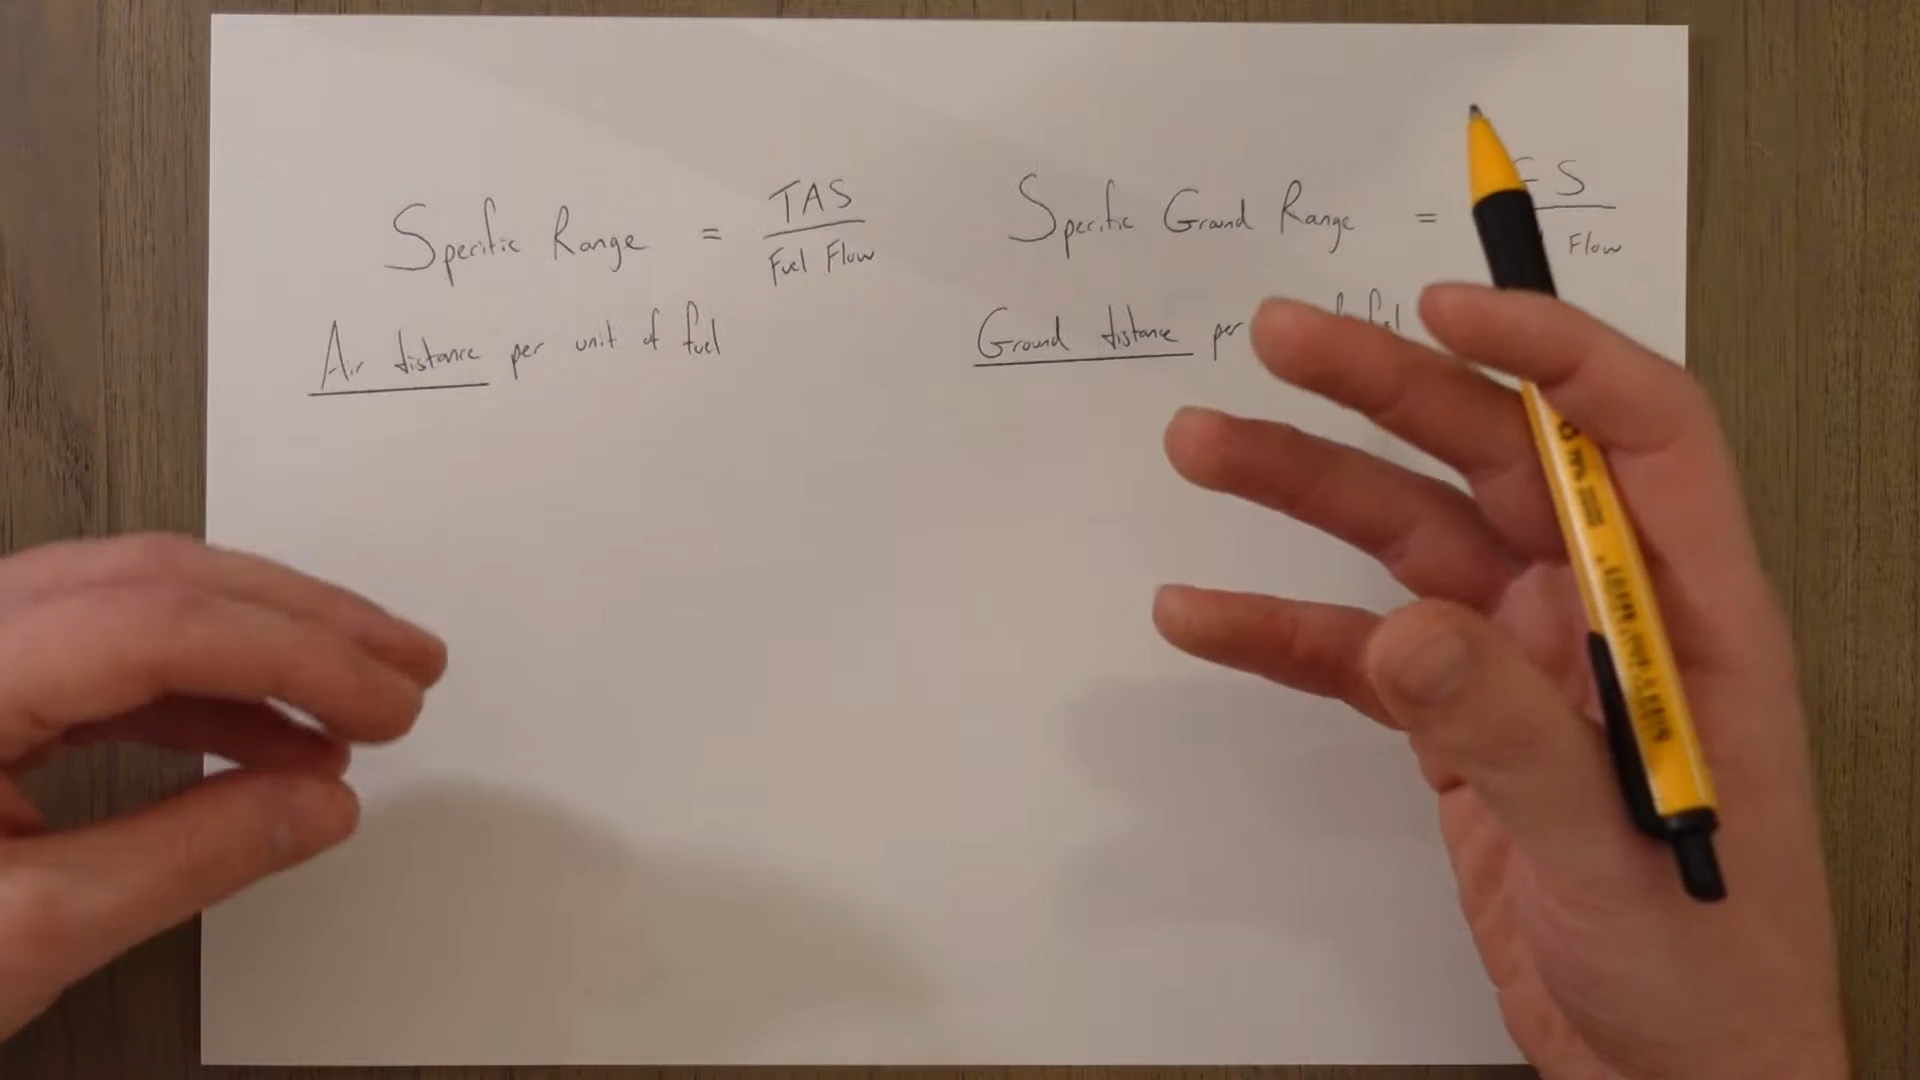 Specific Range = TAS / Fuel Flow
Air distance per unit of fuel
Specific Ground Range = S / Flow
Ground distance per